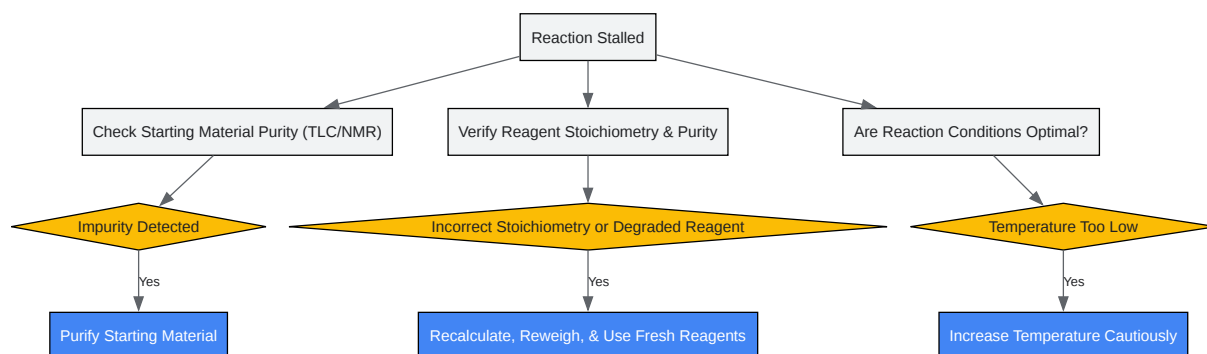 Reaction Stalled
Check Starting Material Purity (TLC/NMR)
Verify Reagent Stoichiometry & Purity
Are Reaction Conditions Optimal?
Impurity Detected
Incorrect Stoichiometry or Degraded Reagent
Temperature Too Low
Yes
Yes
Yes
Purify Starting Material
Recalculate, Reweigh, & Use Fresh Reagents
Increase Temperature Cautiously